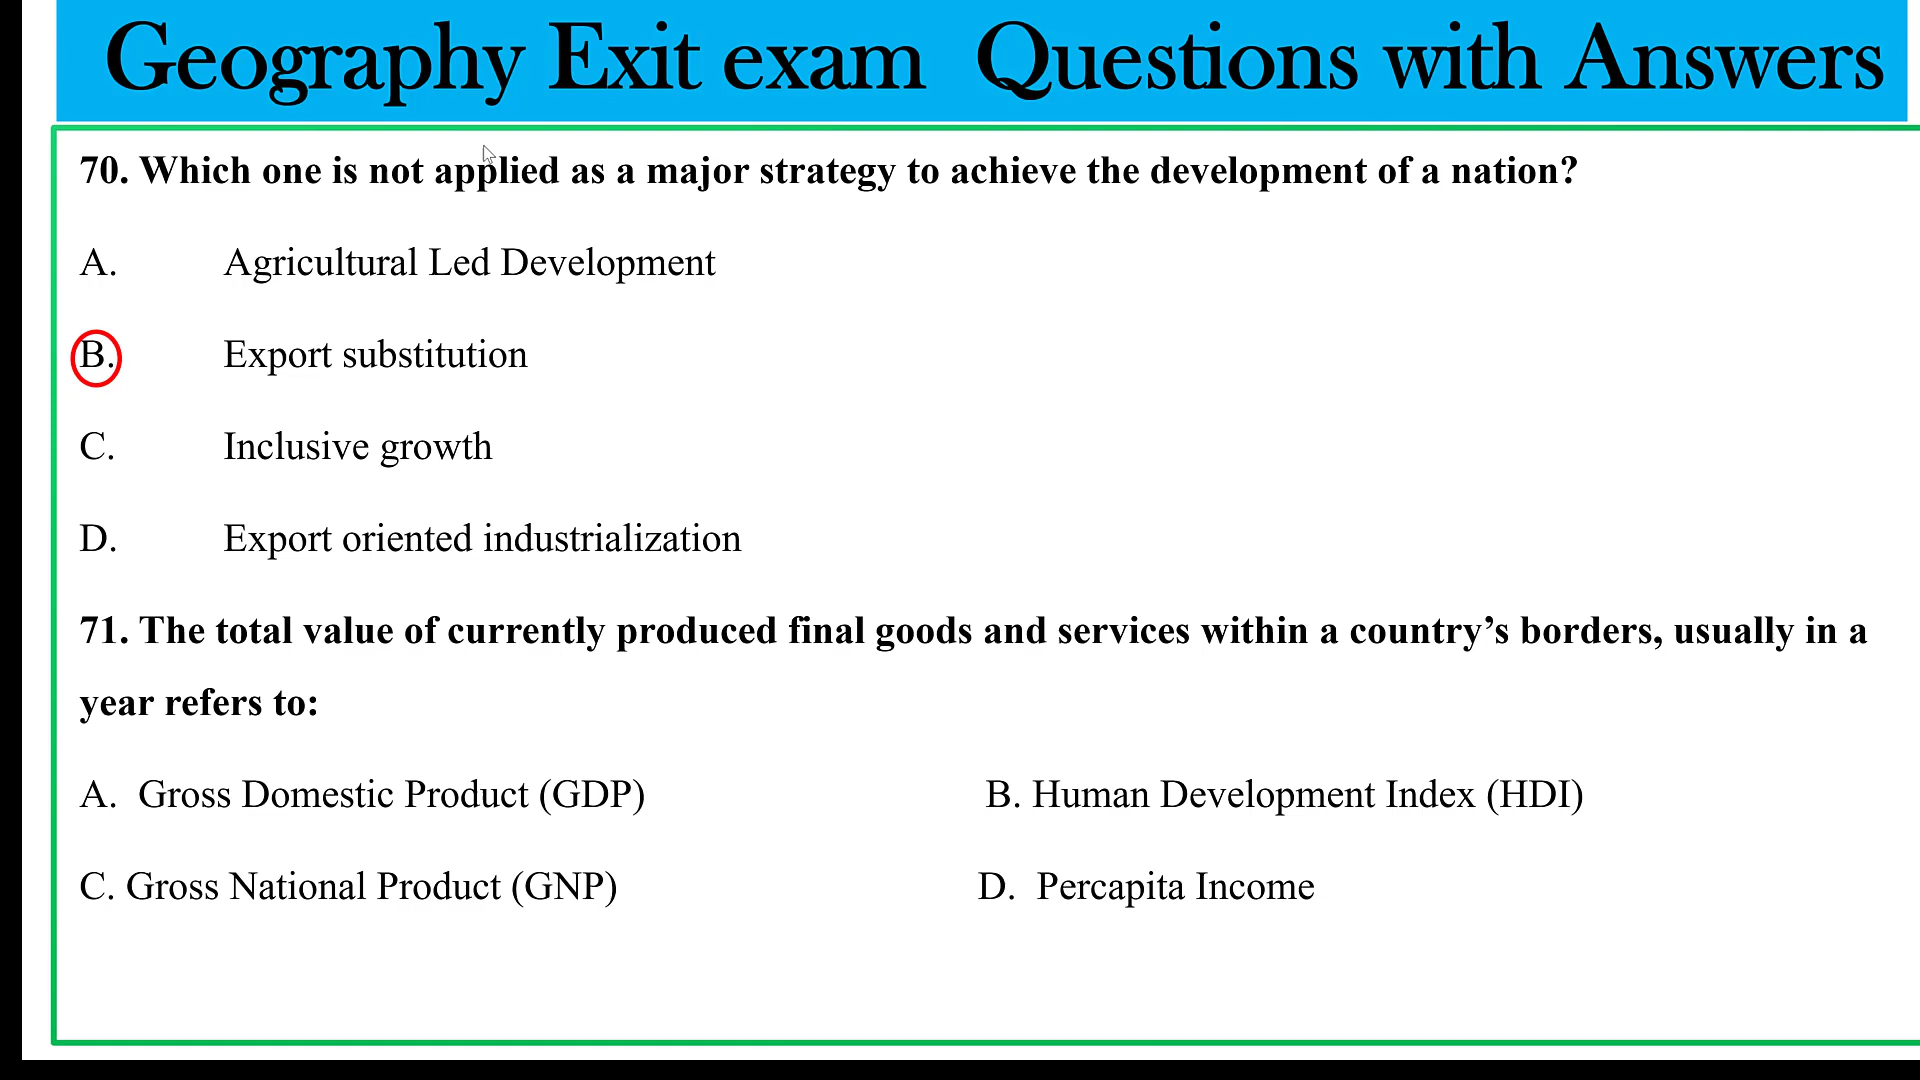 Geography Exit exam Questions with Answers
70. Which one is not applied as a major strategy to achieve the development of a nation?
A. Agricultural Led Development
B. Export substitution
C. Inclusive growth
D. Export oriented industrialization
71. The total value of currently produced final goods and services within a country’s borders, usually in a
year refers to:
A. Gross Domestic Product (GDP) B. Human Development Index (HDI)
C. Gross National Product (GNP) D. Percapita Income